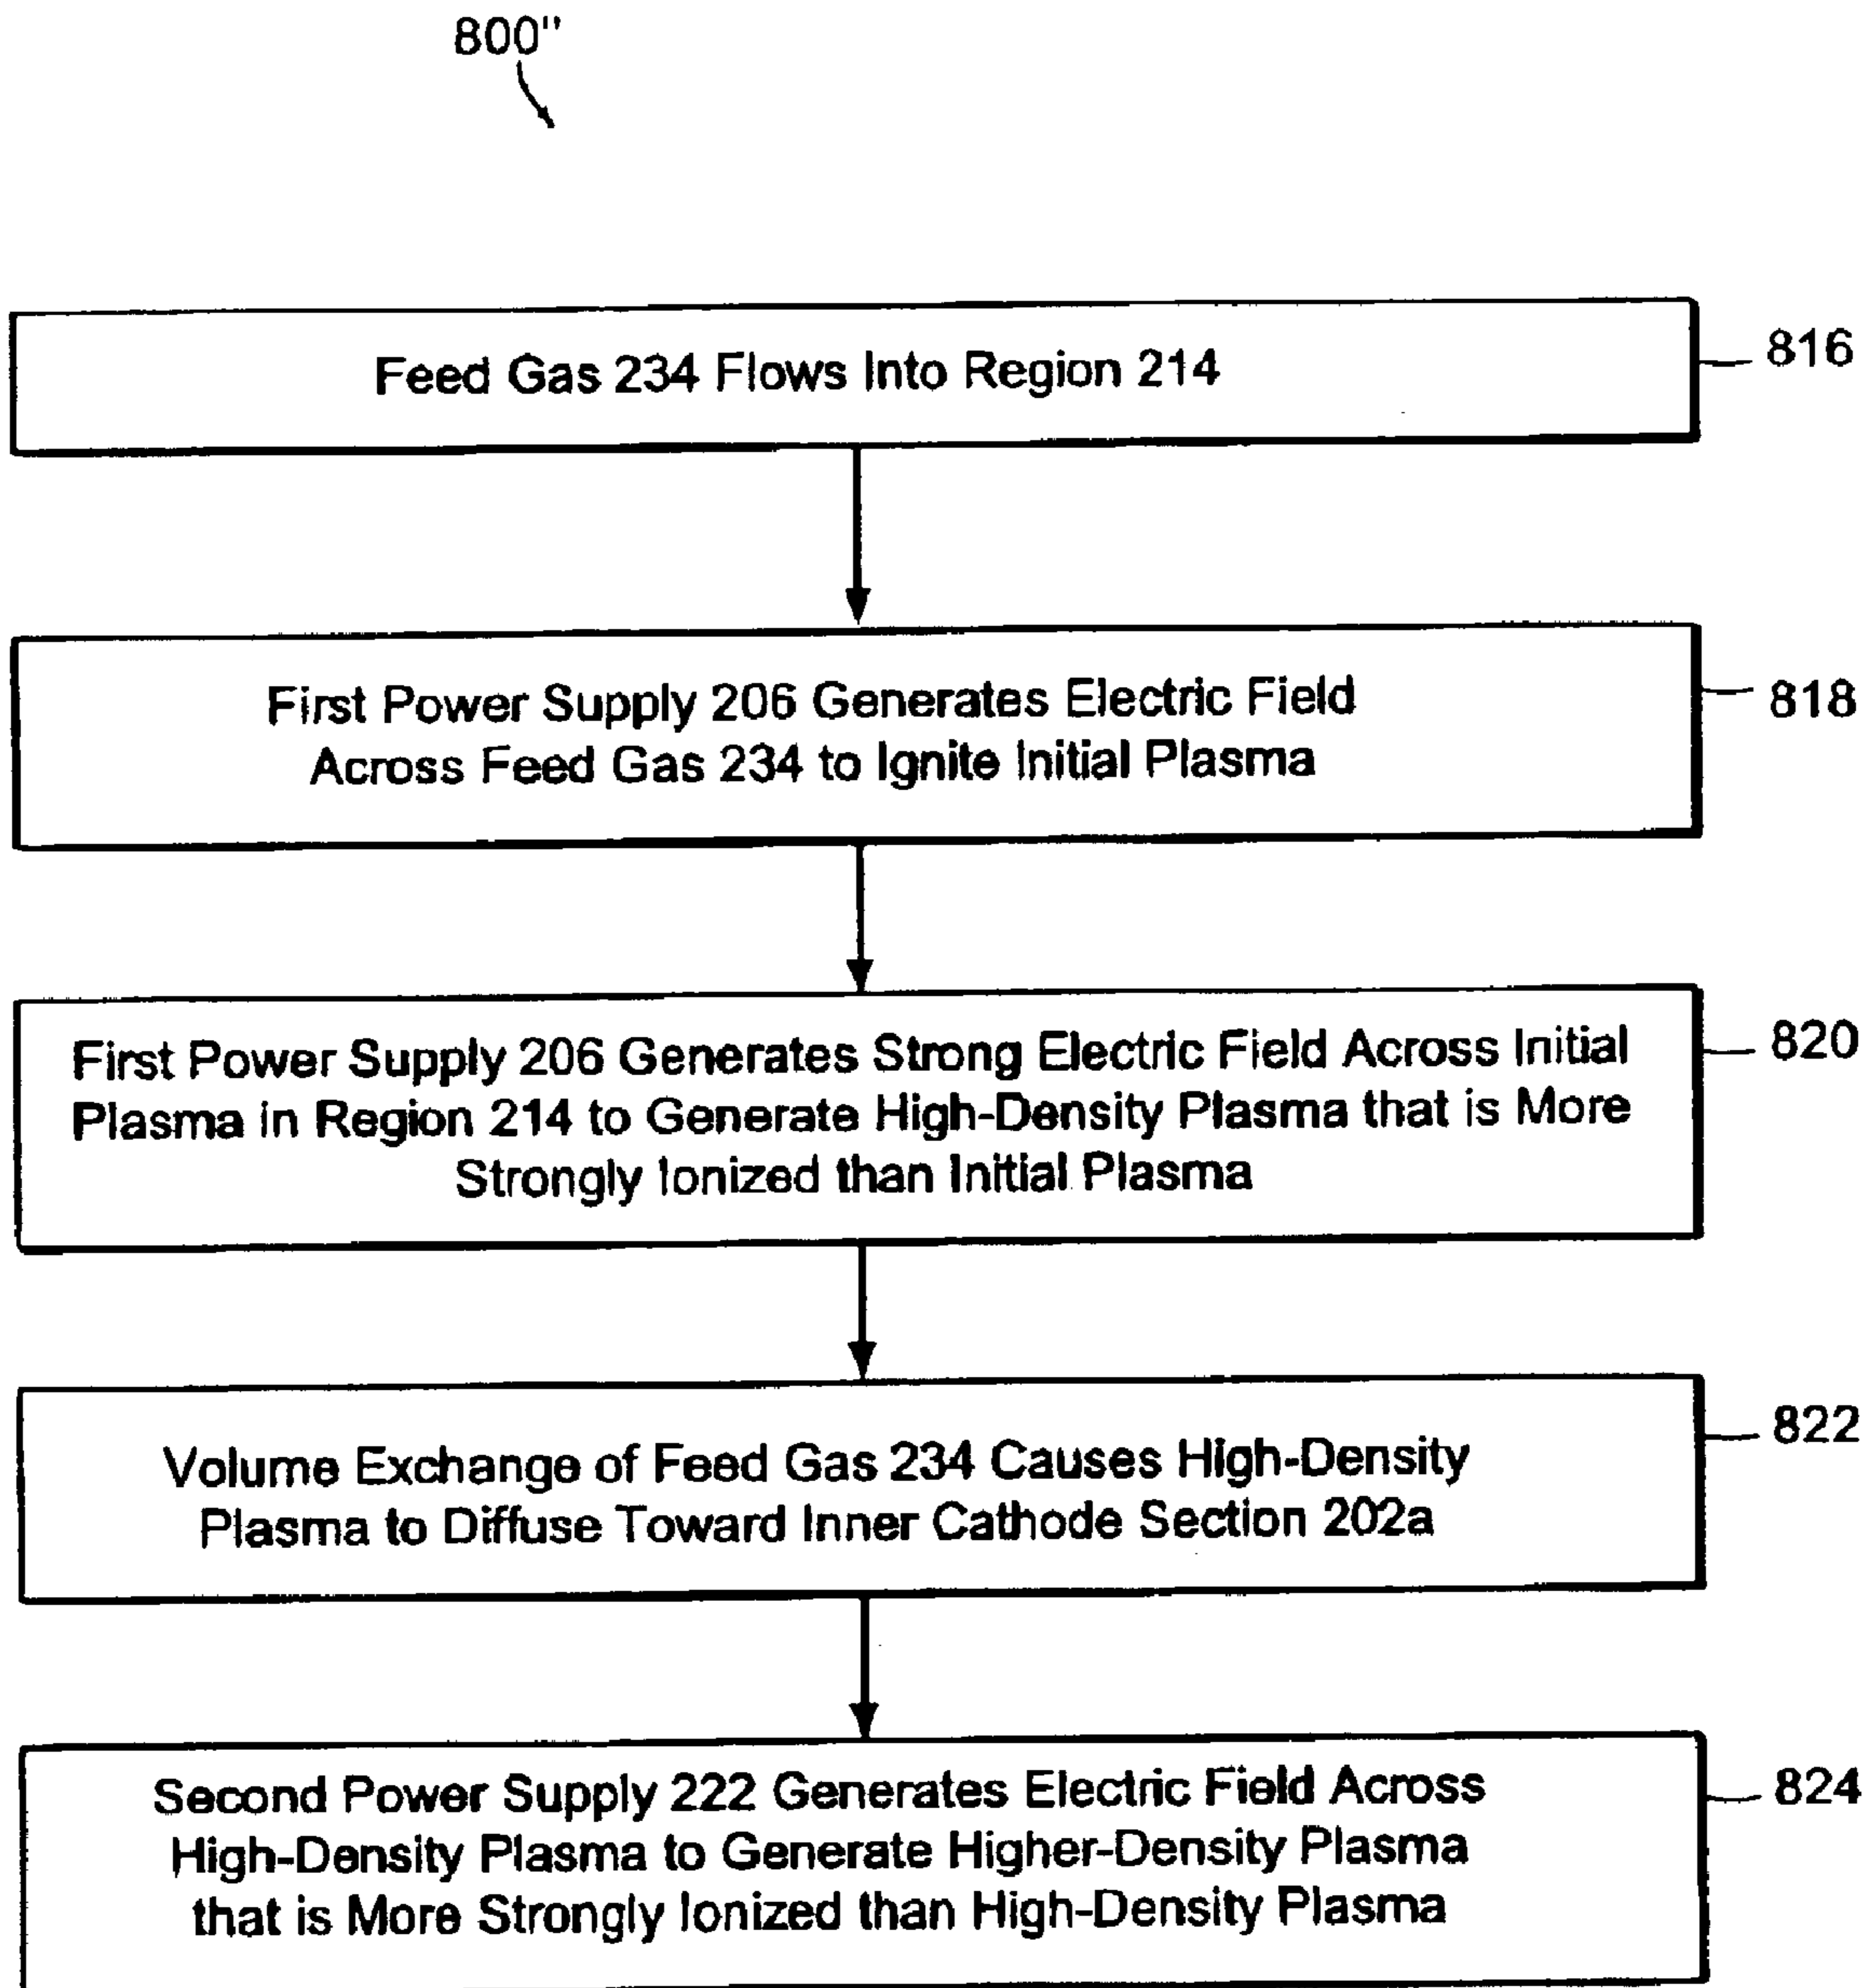 800"
Feed Gas 234 Flows Into Region 214
816
First Power Supply 206 Generates Electric Field
Across Feed Gas 234 to Ignite Initial Plasma
818
First Power Supply 206 Generates Strong Electric Field Across Initial
Plasma in Region 214 to Generate High-Density Plasma that is More
Strongly Ionized than Initial Plasma
820
Volume Exchange of Feed Gas 234 Causes High-Density
Plasma to Diffuse Toward Inner Cathode Section 202a
822
Second Power Supply 222 Generates Electric Field Across
High-Density Plasma to Generate Higher-Density Plasma
that is More Strongly Ionized than High-Density Plasma
824